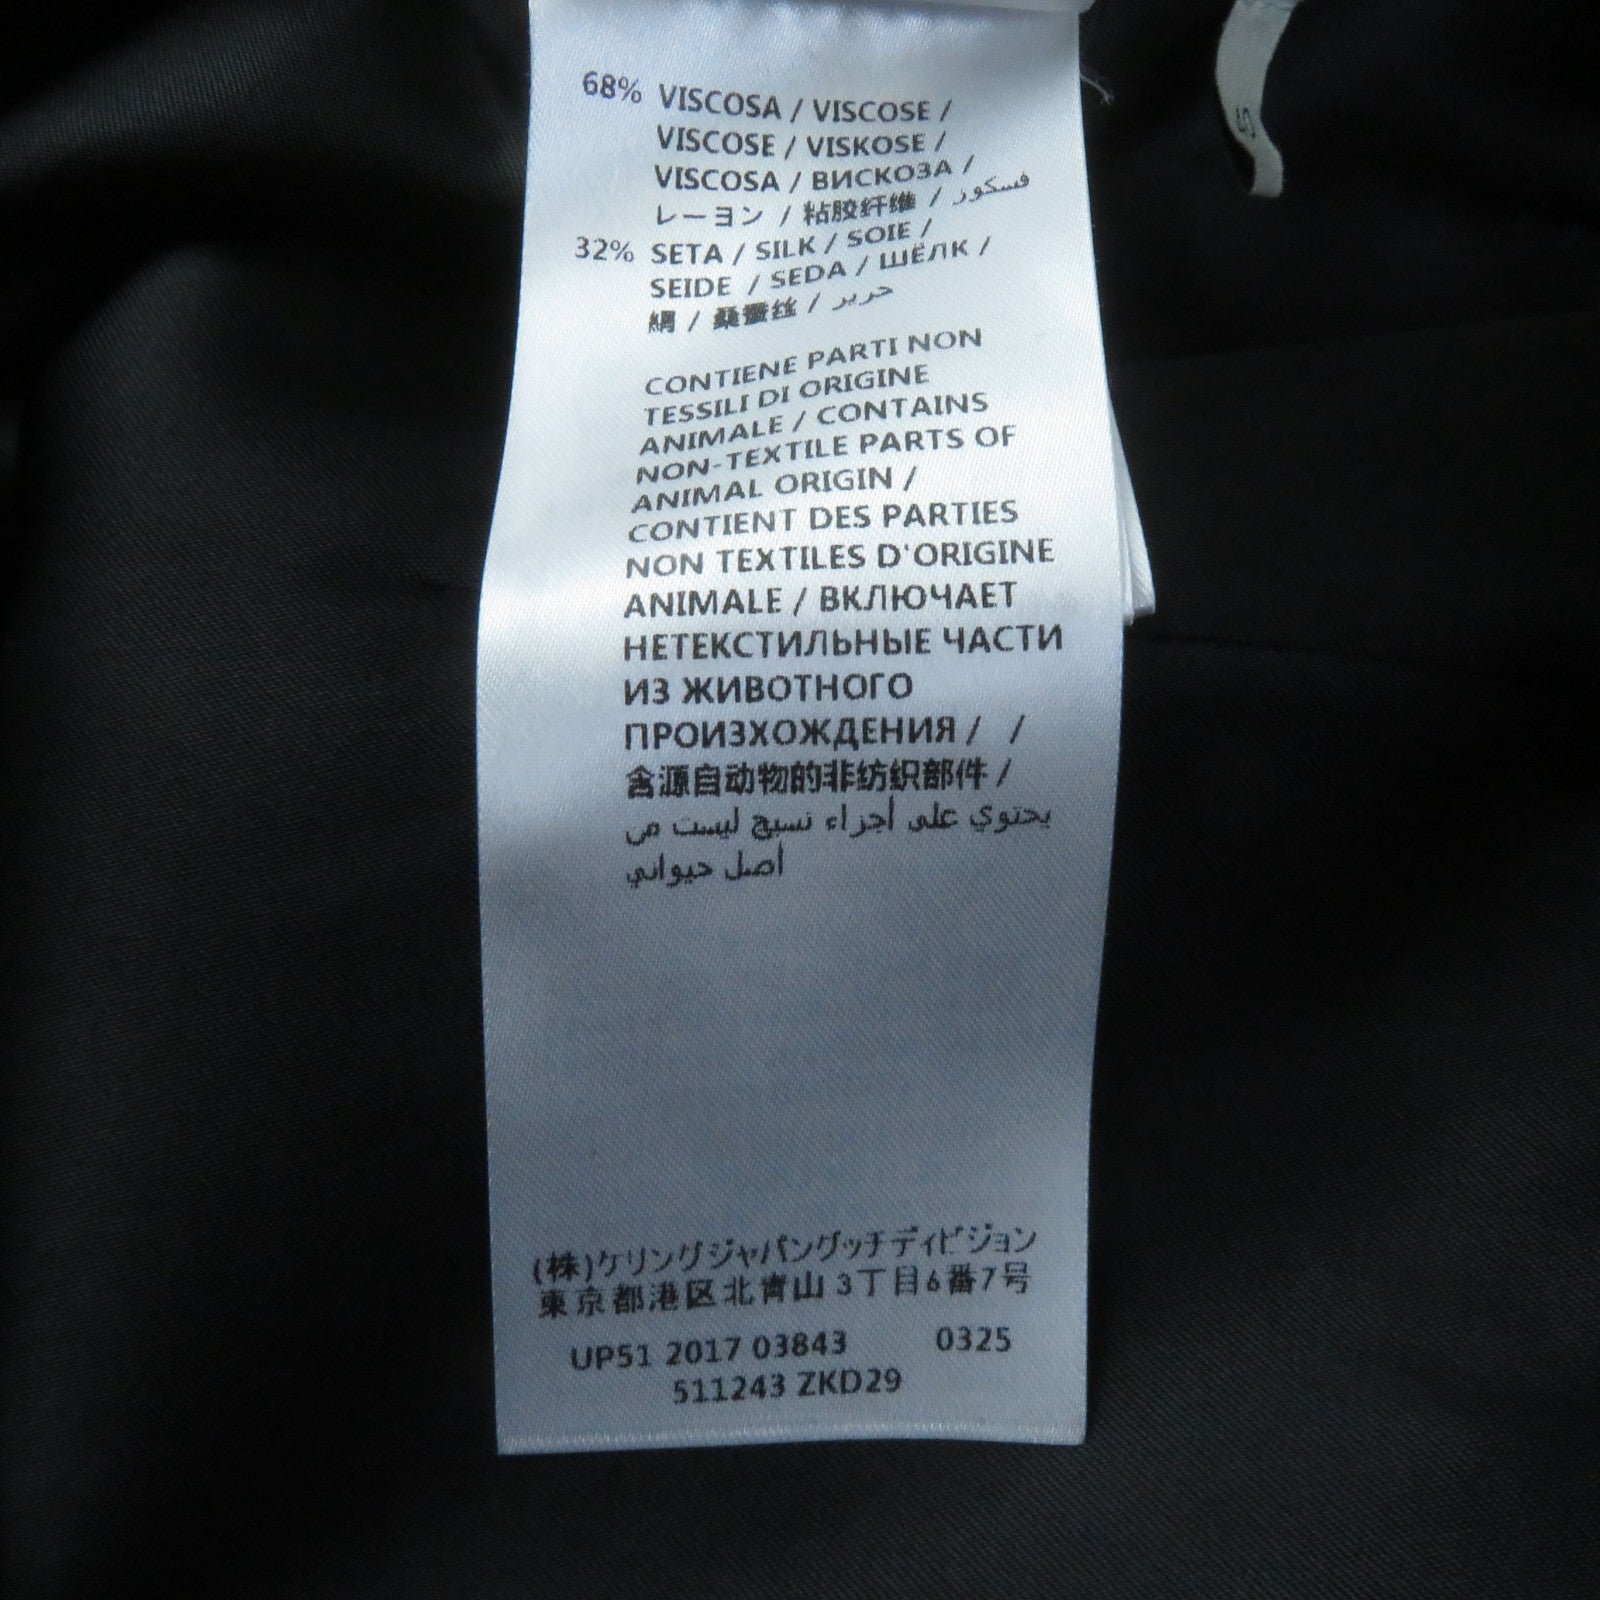 68% VISCOSA / VISCOSE /
VISCOSE / VISKOSE /
VISCOSA / ВИСКОЗА /
レーヨン / 粘胶纤维 / فسكور
32% SETA / SILK / SOIE /
SEIDE / SEDA / ШЁЛК /
絹 / 桑蚕丝 / حرير
CONTIENE PARTI NON
TESSILI DI ORIGINE
ANIMALE / CONTAINS
NON-TEXTILE PARTS OF
ANIMAL ORIGIN /
CONTIENT DES PARTIES
NON TEXTILES D'ORIGINE
ANIMALE / ВКЛЮЧАЕТ
НЕТЕКСТИЛЬНЫЕ ЧАСТИ
ИЗ ЖИВОТНОГО
ПРОИЗХОЖДЕНИЯ / /
含源自动物的非纺织部件 /
يحتوي على أجزاء نسيج ليست من
أصل حيواني
(株)ケリングジャパングッチディビジョン
東京都港区北青山3丁目6番7号
UP51 2017 03843 0325
511243 ZKD29